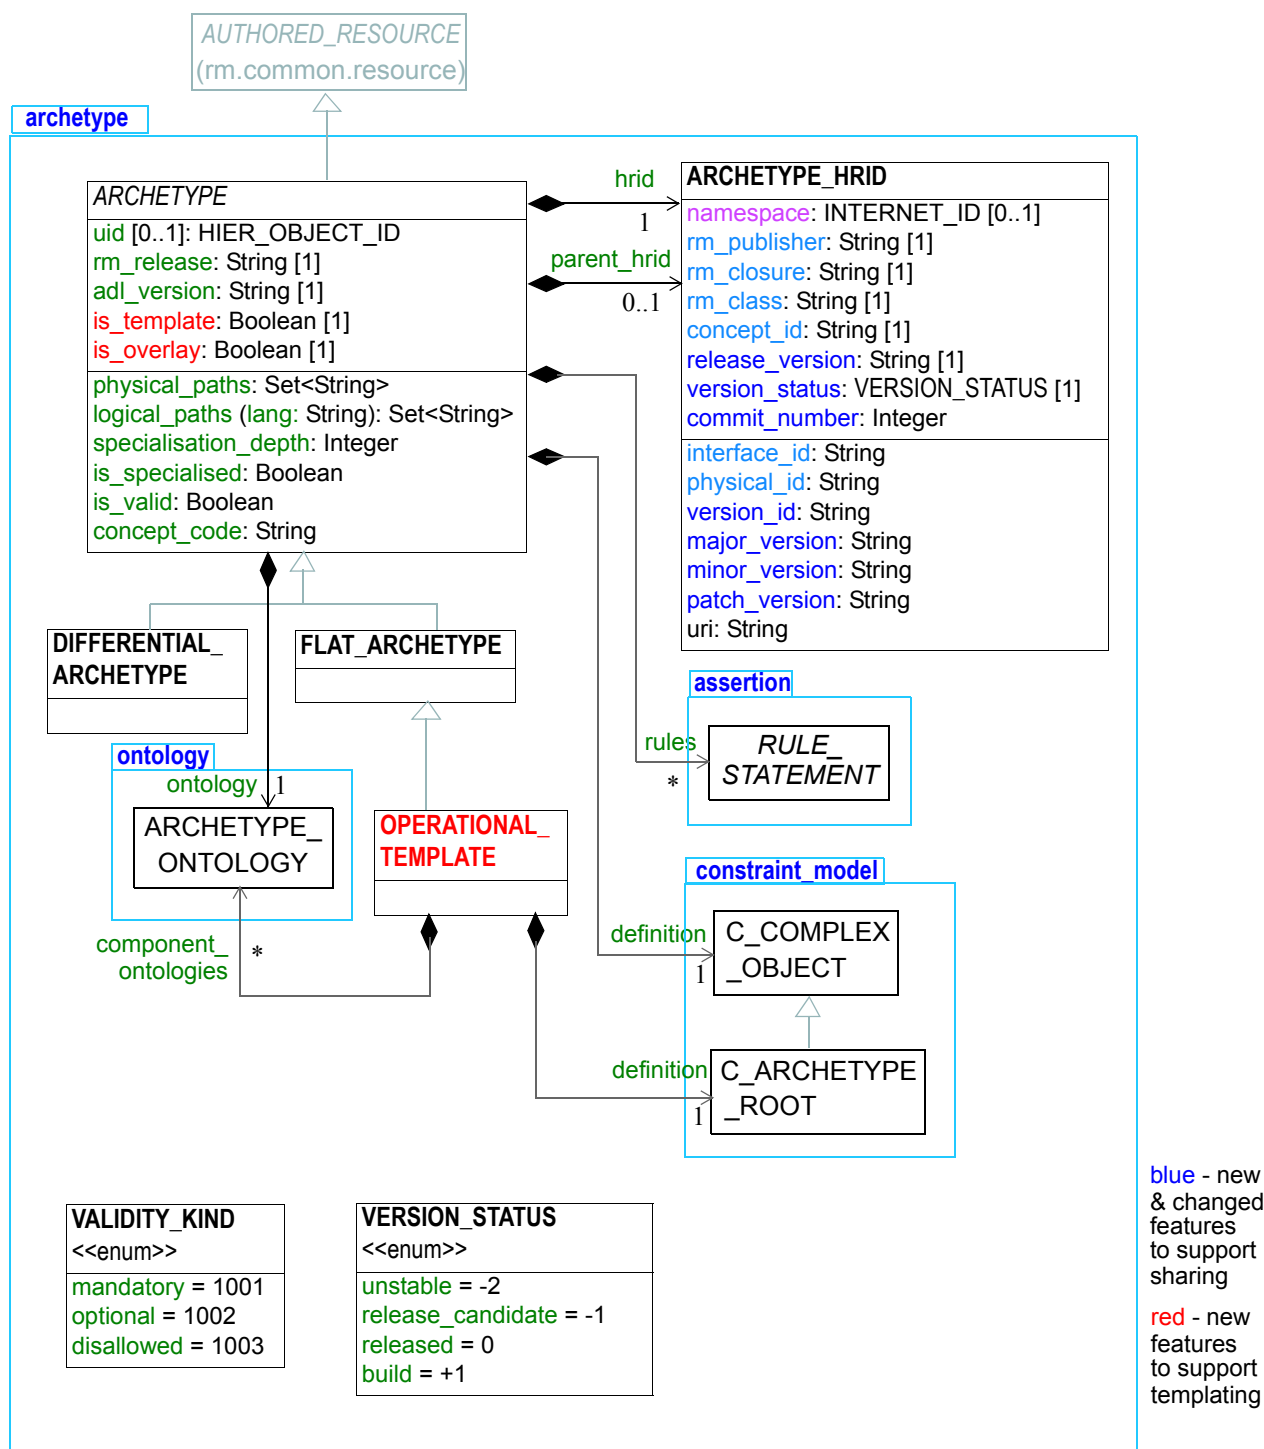 AUTHORED_RESOURCE
(rm.common.resource)
archetype
ARCHETYPE
uid [0..1]: HIER_OBJECT_ID
rm_release: String [1]
adl_version: String [1]
is_template: Boolean [1]
is_overlay: Boolean [1]
physical_paths: Set<String>
logical_paths (lang: String): Set<String>
specialisation_depth: Integer
is_specialised: Boolean
is_valid: Boolean
concept_code: String
hrid
1
parent_hrid
0..1
ARCHETYPE_HRID
namespace: INTERNET_ID [0..1]
rm_publisher: String [1]
rm_closure: String [1]
rm_class: String [1]
concept_id: String [1]
release_version: String [1]
version_status: VERSION_STATUS [1]
commit_number: Integer
interface_id: String
physical_id: String
version_id: String
major_version: String
minor_version: String
patch_version: String
uri: String
DIFFERENTIAL_
ARCHETYPE
FLAT_ARCHETYPE
assertion
rules
*
RULE_
STATEMENT
ontology
ontology
1
ARCHETYPE_
ONTOLOGY
OPERATIONAL_
TEMPLATE
component_
ontologies
*
constraint_model
definition
1
C_COMPLEX
_OBJECT
definition
1
C_ARCHETYPE
_ROOT
VALIDITY_KIND
<<enum>>
mandatory = 1001
optional = 1002
disallowed = 1003
VERSION_STATUS
<<enum>>
unstable = -2
release_candidate = -1
released = 0
build = +1
blue - new
& changed
features
to support
sharing
red - new
features
to support
templating